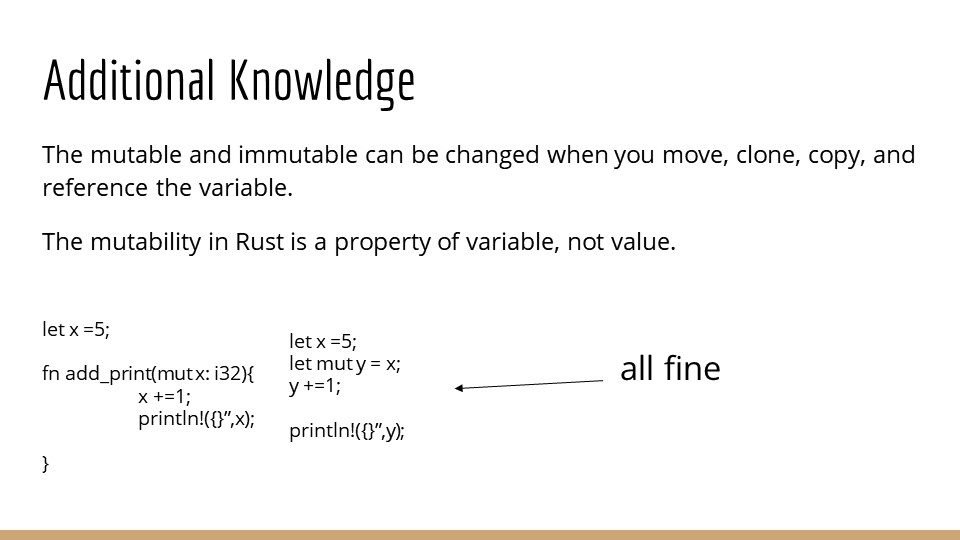 Additional Knowledge
The mutable and immutable can be changed when you move, clone, copy, and
reference the variable.
The mutability in Rust is a property of variable, not value.
let x =5;
fn add_print(mut x: i32){
x +=1;
println!({}”,x);
}
let x =5;
let mut y = x;
y +=1;
println!({}”,y);
all fine